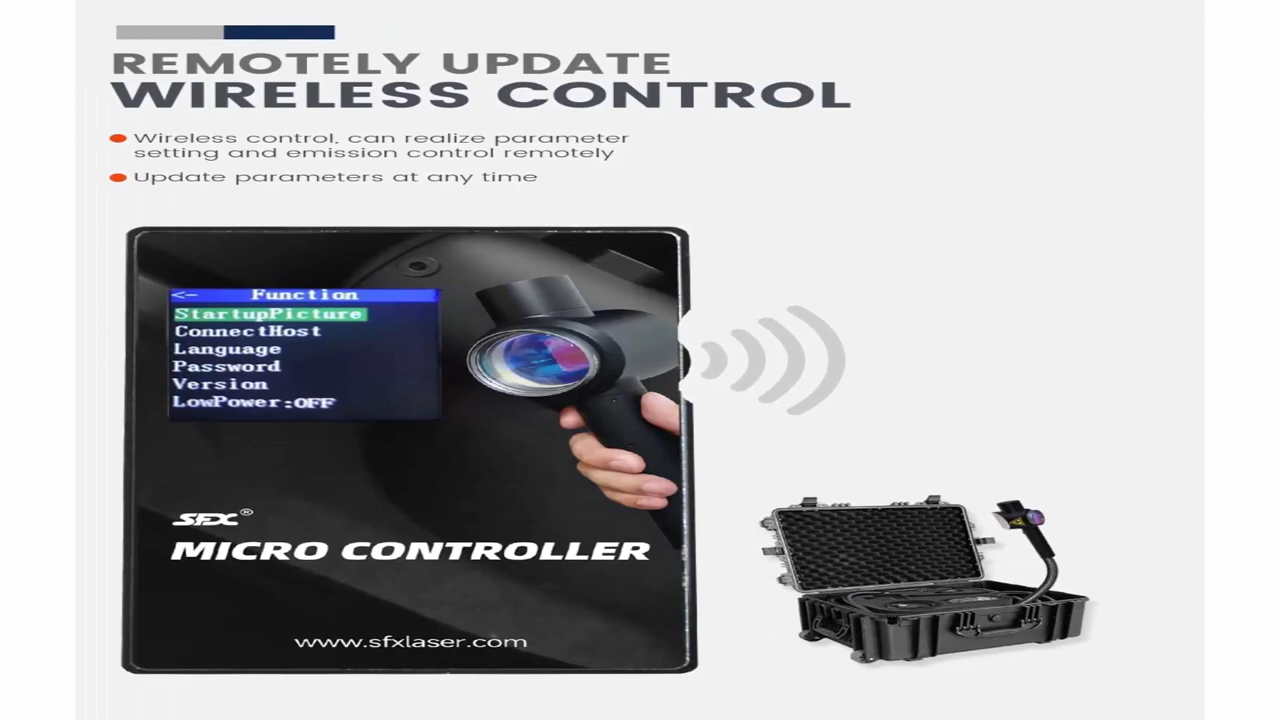 REMOTELY UPDATE
WIRELESS CONTROL
Wireless control, can realize parameter
setting and emission control remotely
Update parameters at any time
<- Function
StartupPicture
ConnectHost
Language
Password
Version
LowPower:OFF
SFX®
MICRO CONTROLLER
www.sfxlaser.com